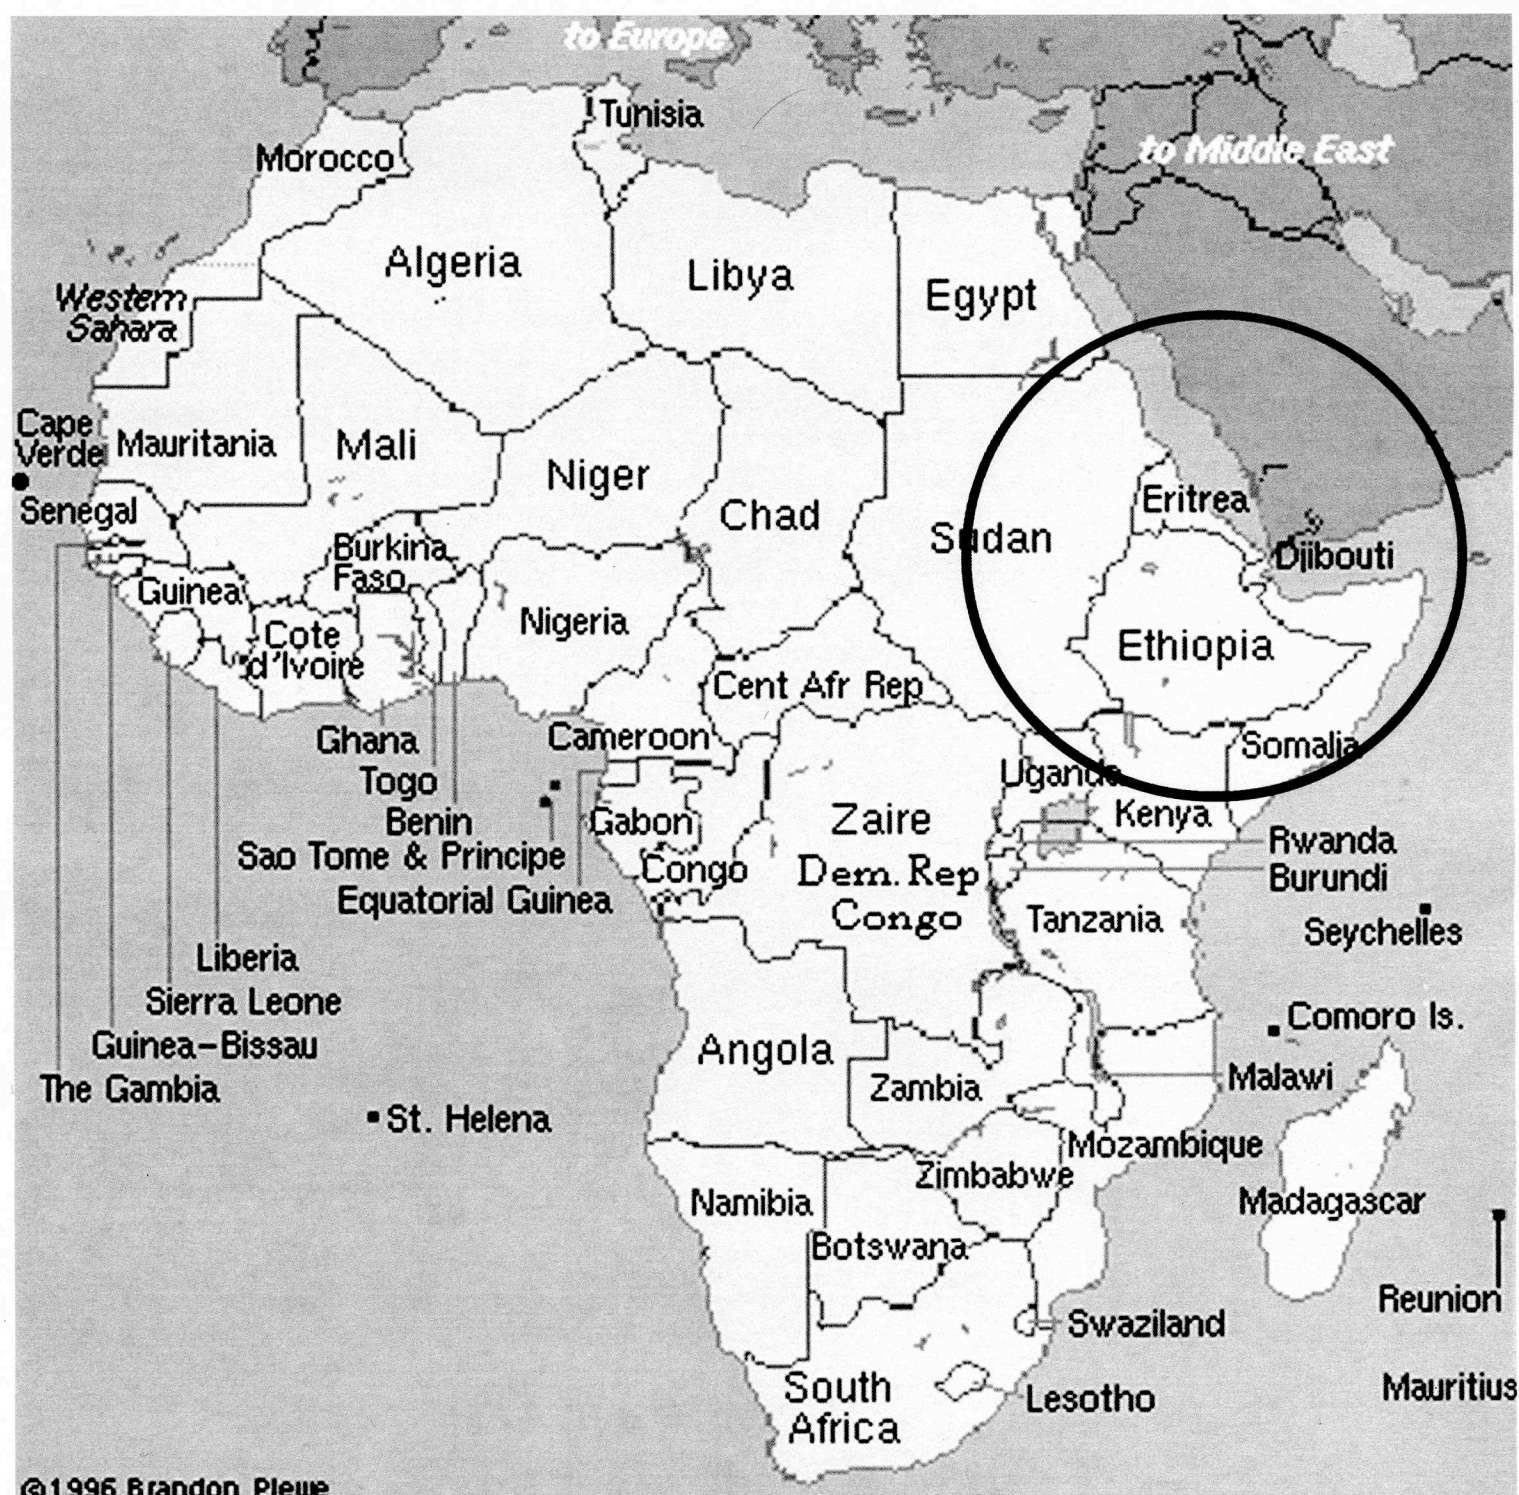 to Europe
Tunisia
Morocco
to Middle East
Algeria
Libya
Egypt
Western
Sahara
Cape
Verde
Mauritania
Mali
Niger
Chad
Sudan
Eritrea
Senegal
Burkina
Faso
Djibouti
Guinea
Nigeria
Cote
d'Ivoire
Ethiopia
Cent Afr Rep
Ghana
Cameroon
Somalia
Togo
Uganda
Benin
Gabon
Zaire
Kenya
Sao Tome & Principe
Congo
Dem. Rep
Congo
Rwanda
Burundi
Equatorial Guinea
Tanzania
Seychelles
Liberia
Sierra Leone
Comoro Is.
Guinea-Bissau
Angola
The Gambia
Zambia
Malawi
St. Helena
Mozambique
Zimbabwe
Namibia
Madagascar
Botswana
Reunion
Swaziland
South
Africa
Lesotho
Mauritius
©1996 Brandon Plewe